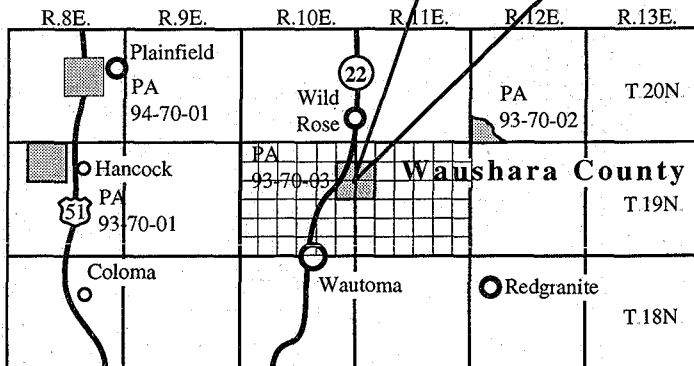 R.8E. R.9E. R.10E. R.11E. R.12E. R.13E.
Plainfield
PA
94-70-01
22
Wild
Rose
PA
93-70-02
T.20N.
Hancock
PA
93-70-03
Waushara County
51
PA
93-70-01
T.19N.
Coloma
Wautoma
Redgranite
T.18N.